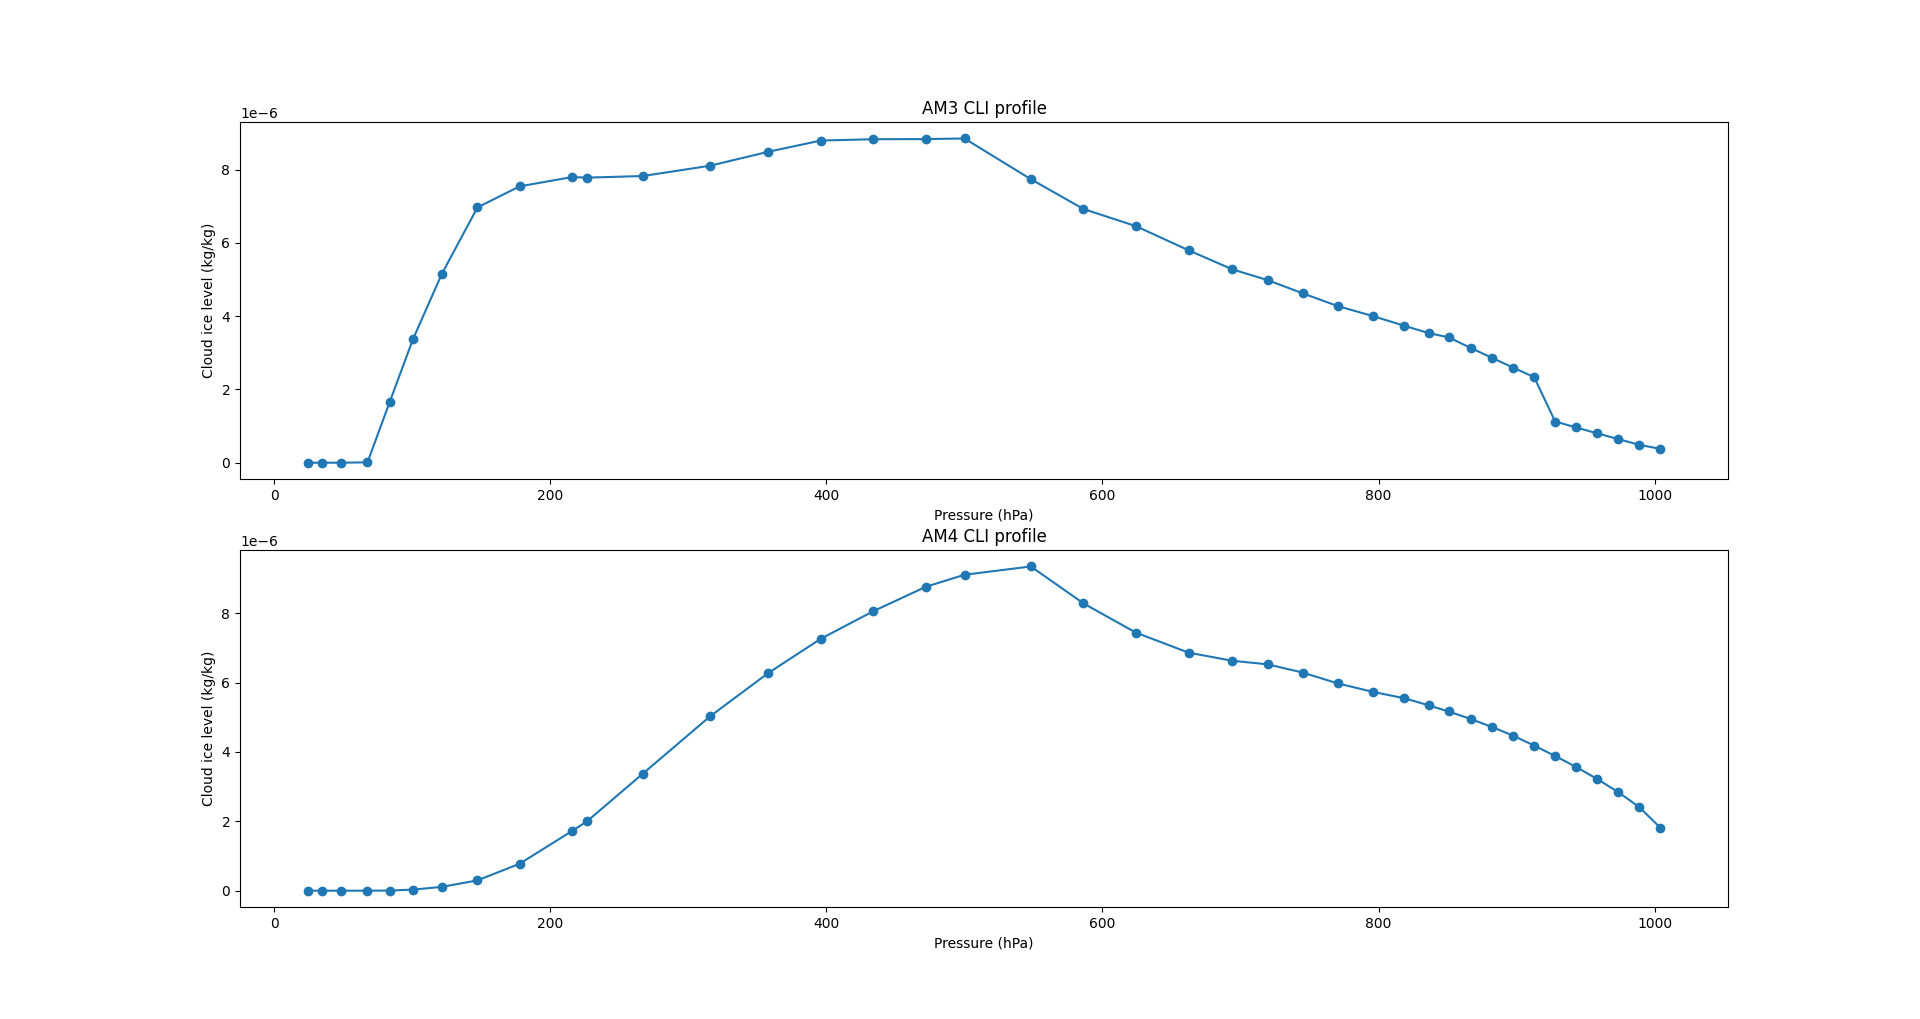 AM3 CLI profile
1e−6
8
6
4
2
0
Cloud ice level (kg/kg)
0 200 400 600 800 1000
Pressure (hPa)
AM4 CLI profile
1e−6
8
6
4
2
0
Cloud ice level (kg/kg)
0 200 400 600 800 1000
Pressure (hPa)